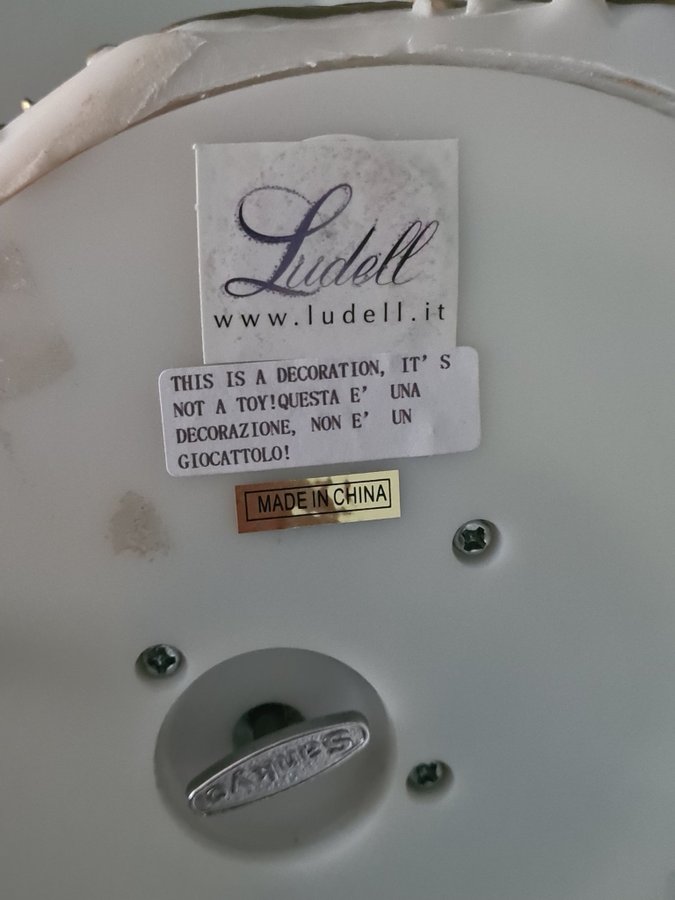 Ludell
www.ludell.it
THIS IS A DECORATION, IT'S
NOT A TOY!QUESTA E' UNA
DECORAZIONE, NON E' UN
GIOCATTOLO!
MADE IN CHINA
Sankyo